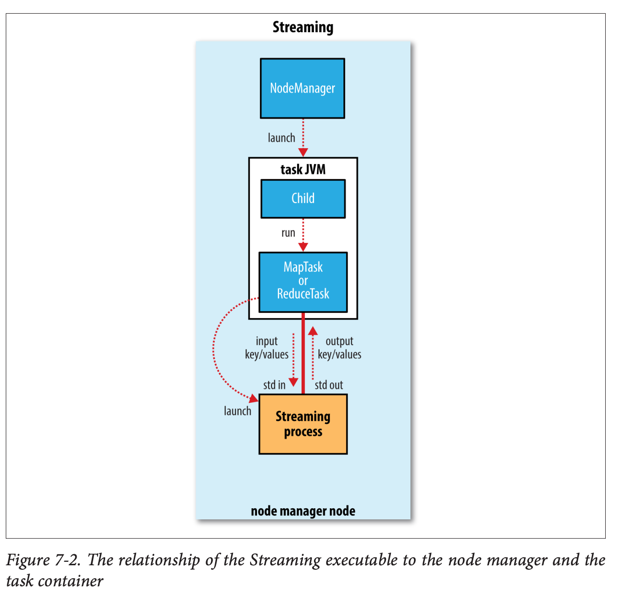 Streaming
NodeManager
launch
task JVM
Child
run
MapTask
or
ReduceTask
input
key/values
output
key/values
std in
std out
launch
Streaming
process
node manager node
Figure 7-2. The relationship of the Streaming executable to the node manager and the
task container